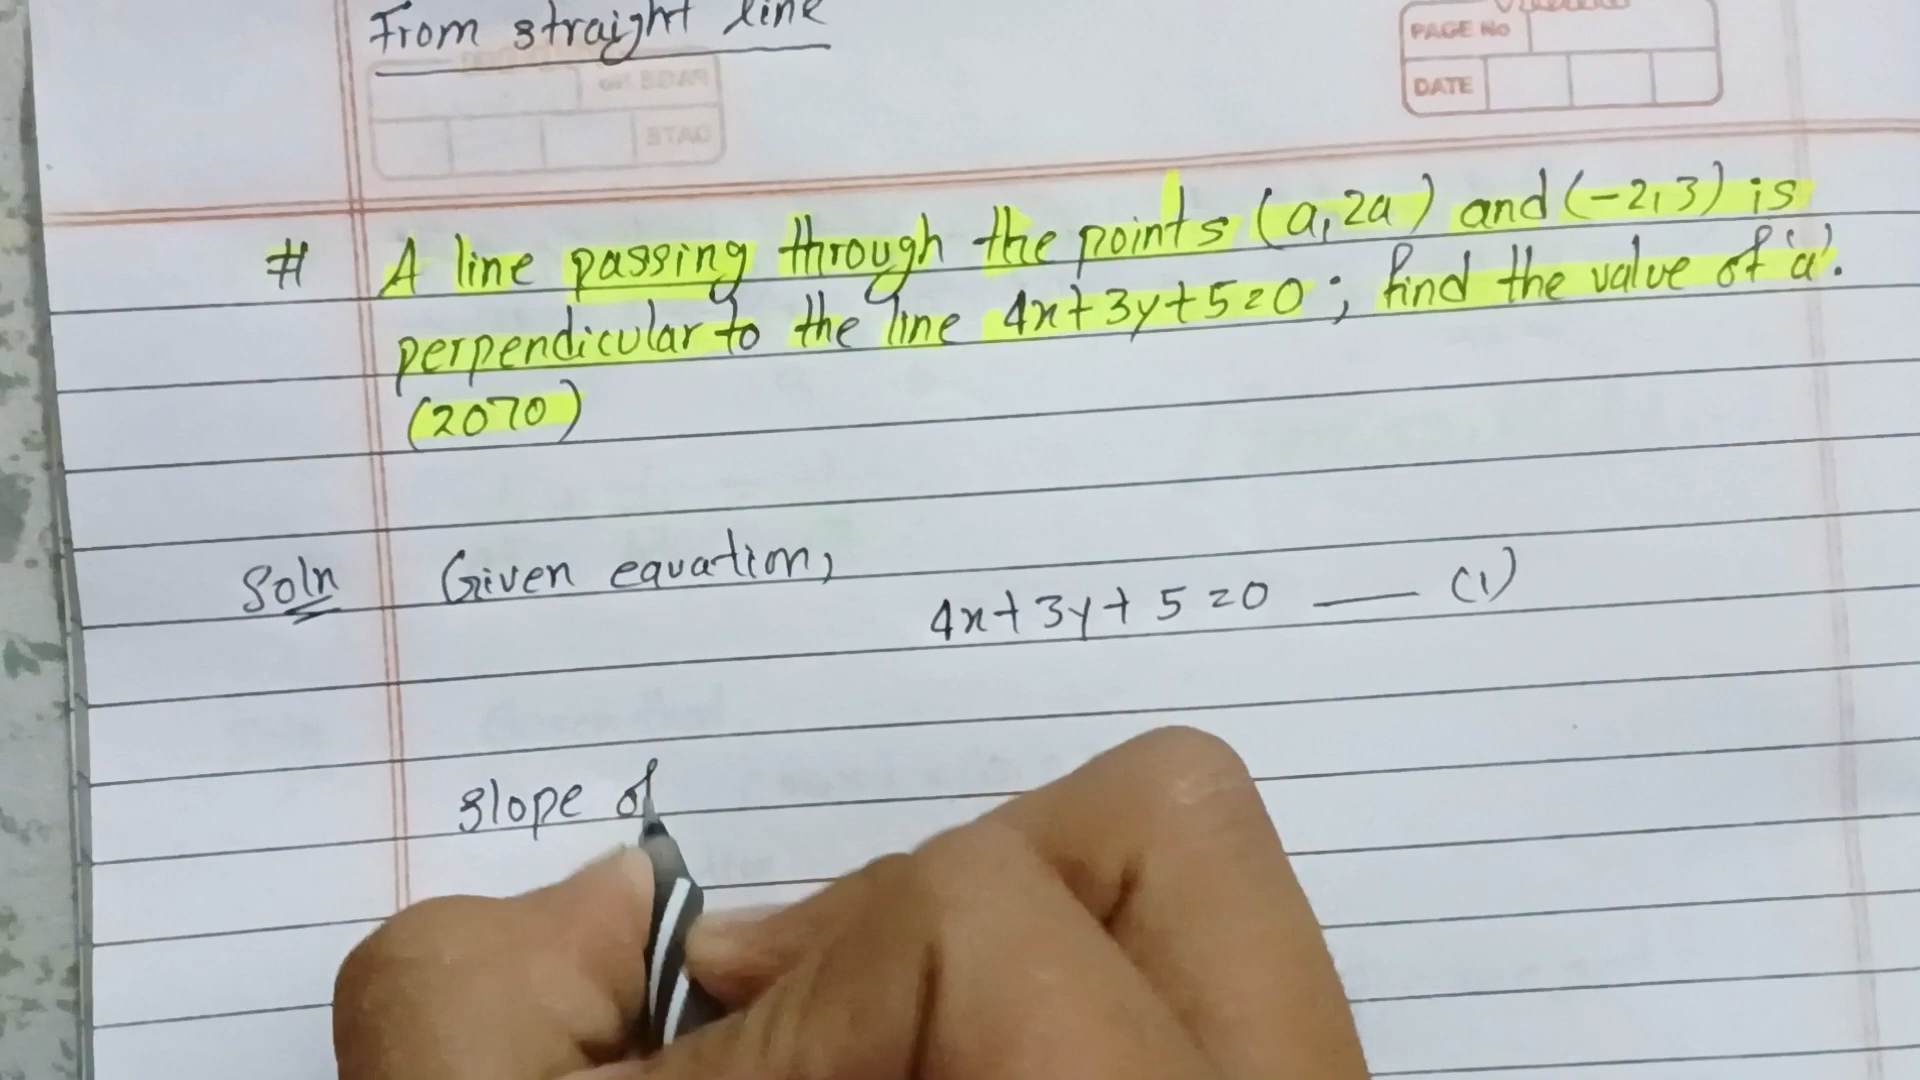 From straight line
PAGE No
DATE
# A line passing through the points (a,2a) and (-2,3) is
perpendicular to the line 4x+3y+5=0; find the value of 'a'.
(2070)
Soln Given equation,
4x+3y+5=0 — (1)
slope of